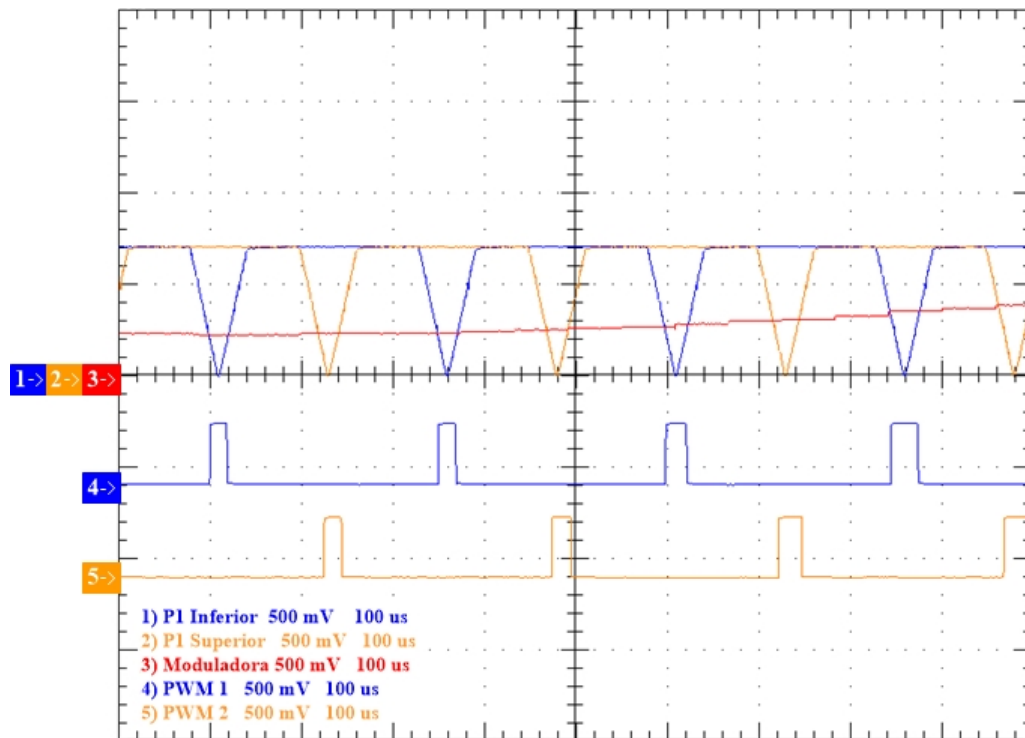 1-> 2-> 3->
4->
5->
1) P1 Inferior 500 mV 100 us
2) P1 Superior 500 mV 100 us
3) Moduladora 500 mV 100 us
4) PWM 1 500 mV 100 us
5) PWM 2 500 mV 100 us